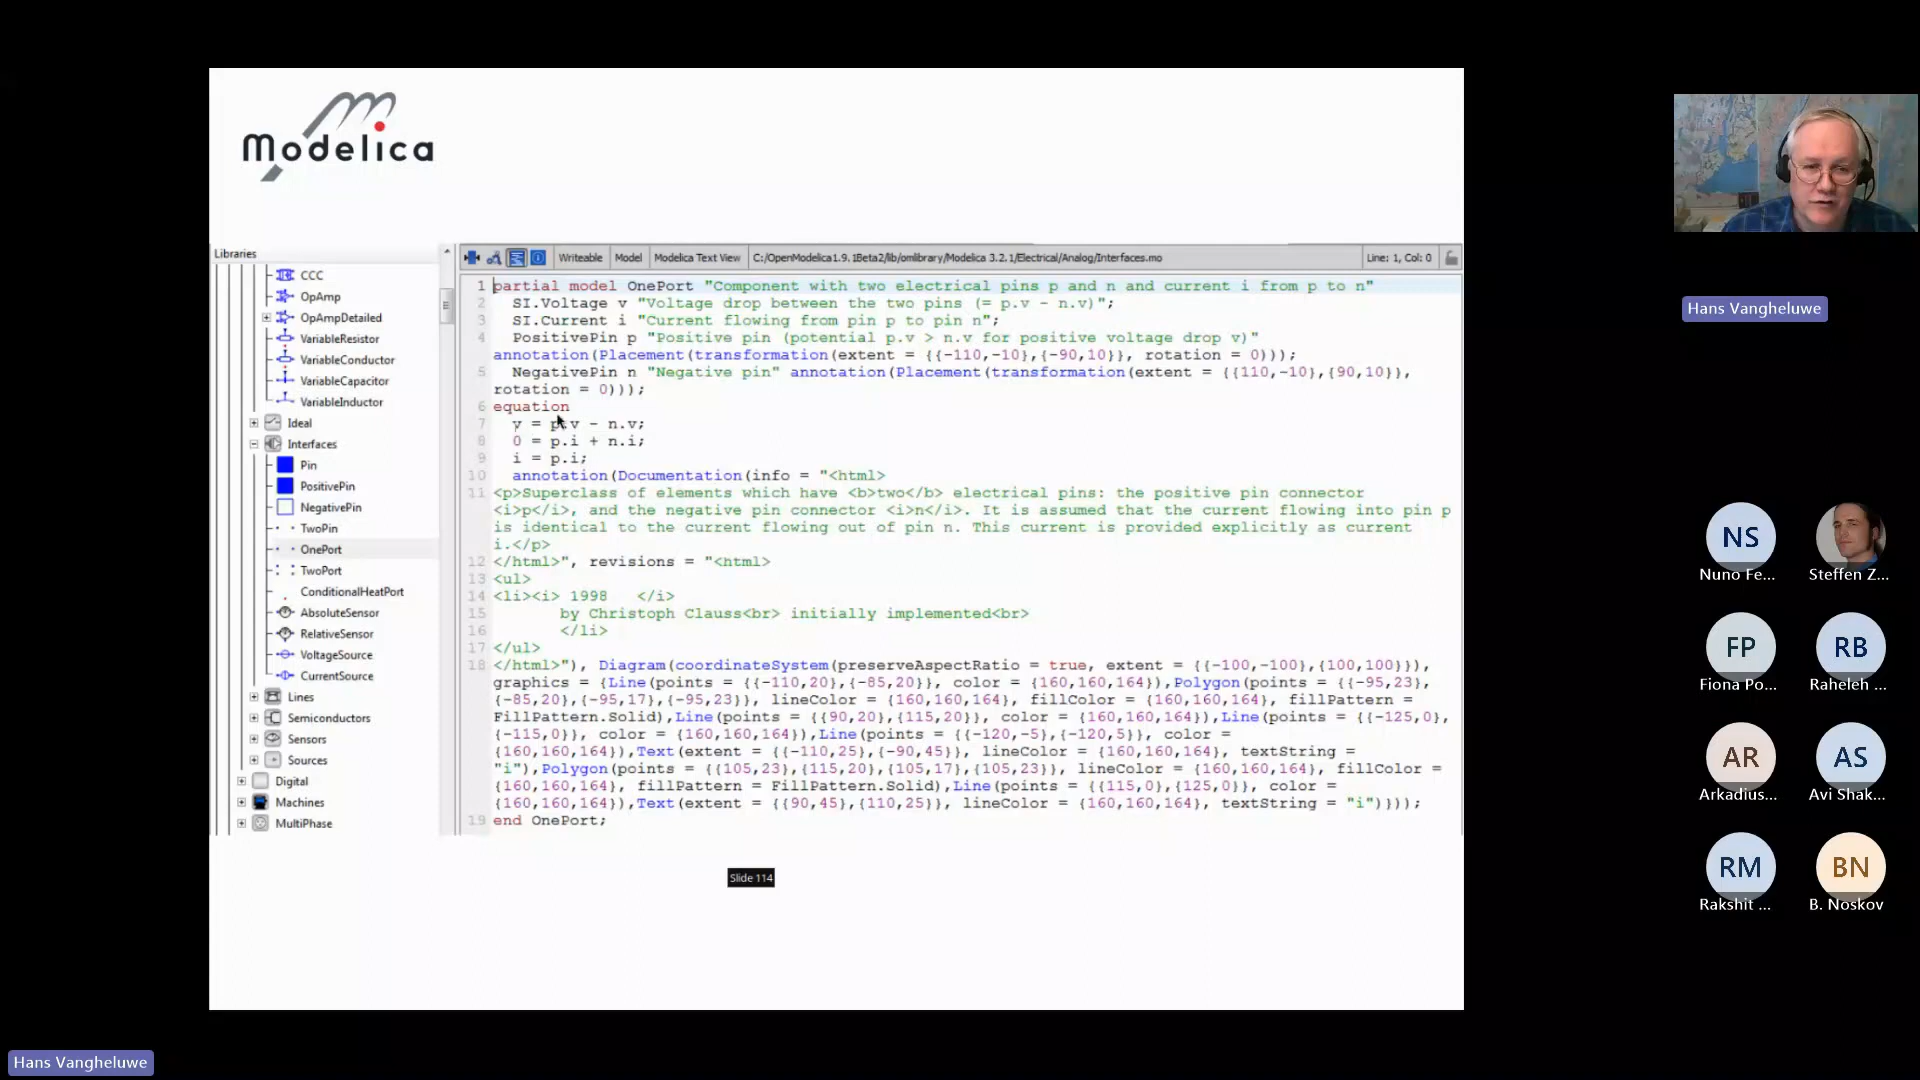 Modelica
Libraries
CCC
OpAmp
OpAmpDetailed
VariableResistor
VariableConductor
VariableCapacitor
VariableInductor
Ideal
Interfaces
Pin
PositivePin
NegativePin
TwoPin
OnePort
TwoPort
ConditionalHeatPort
AbsoluteSensor
RelativeSensor
VoltageSource
CurrentSource
Lines
Semiconductors
Sensors
Sources
Digital
Machines
MultiPhase
Writeable Model Modelica Text View C:/OpenModelica1.9.1Beta2/lib/omlibrary/Modelica 3.2.1/Electrical/Analog/Interfaces.mo Line: 1, Col: 0
1 partial model OnePort "Component with two electrical pins p and n and current i from p to n"
2 SI.Voltage v "Voltage drop between the two pins (= p.v - n.v)";
3 SI.Current i "Current flowing from pin p to pin n";
4 PositivePin p "Positive pin (potential p.v > n.v for positive voltage drop v)"
annotation(Placement(transformation(extent = {{-110,-10},{-90,10}}, rotation = 0)));
5 NegativePin n "Negative pin" annotation(Placement(transformation(extent = {{110,-10},{90,10}},
rotation = 0)));
6 equation
7 v = p.v - n.v;
8 0 = p.i + n.i;
9 i = p.i;
10 annotation(Documentation(info = "<html>
11 <p>Superclass of elements which have <b>two</b> electrical pins: the positive pin connector
<i>p</i>, and the negative pin connector <i>n</i>. It is assumed that the current flowing into pin p
is identical to the current flowing out of pin n. This current is provided explicitly as current
i.</p>
12 </html>", revisions = "<html>
13 <ul>
14 <li><i> 1998 </i>
15 by Christoph Clauss<br> initially implemented<br>
16 </li>
17 </ul>
18 </html>"), Diagram(coordinateSystem(preserveAspectRatio = true, extent = {{-100,-100},{100,100}}),
graphics = {Line(points = {{-110,20},{-85,20}}, color = {160,160,164}),Polygon(points = {{-95,23},
{-85,20},{-95,17},{-95,23}}, lineColor = {160,160,164}, fillColor = {160,160,164}, fillPattern =
FillPattern.Solid),Line(points = {{90,20},{115,20}}, color = {160,160,164}),Line(points = {{-125,0},
{-115,0}}, color = {160,160,164}),Line(points = {{-120,-5},{-120,5}}, color =
{160,160,164}),Text(extent = {{-110,25},{-90,45}}, lineColor = {160,160,164}, textString =
"i"),Polygon(points = {{105,23},{115,20},{105,17},{105,23}}, lineColor = {160,160,164}, fillColor =
{160,160,164}, fillPattern = FillPattern.Solid),Line(points = {{115,0},{125,0}}, color =
{160,160,164}),Text(extent = {{90,45},{110,25}}, lineColor = {160,160,164}, textString = "i")}));
19 end OnePort;
Slide 114
Hans Vangheluwe
NS
Nuno Fe...
Steffen Z...
FP
Fiona Po...
RB
Raheleh ...
AR
Arkadius...
AS
Avi Shak...
RM
Rakshit ...
BN
B. Noskov
Hans Vangheluwe